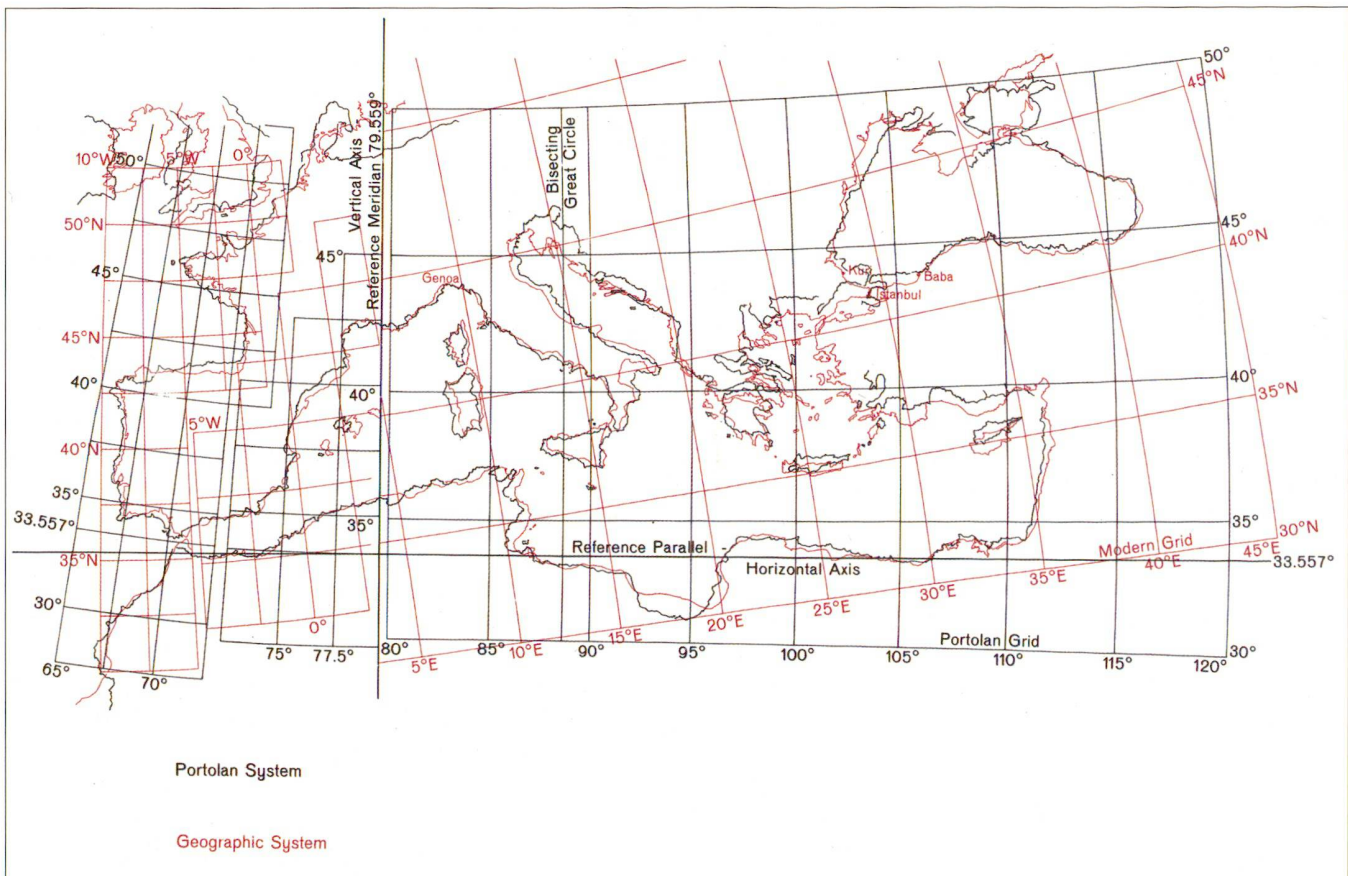 50°
45°N
10°W
50°
5°W
0°
Vertical Axis
Reference Meridian 79.559°
Bisecting
Great Circle
50°N
45°
45°
45°
40°N
Genoa
Baba
Istanbul
45°N
40°
40°
40°
35°N
5°W
40°N
35°
35°
35°
33.557°
Reference Parallel
Modern Grid
30°N
45°E
40°E
33.557°
35°N
Horizontal Axis
35°E
30°E
25°E
20°E
15°E
10°E
5°E
0°
30°
Portolan Grid
30°
65°
70°
75°
77.5°
80°
85°
90°
95°
100°
105°
110°
115°
120°
Portolan System
Geographic System